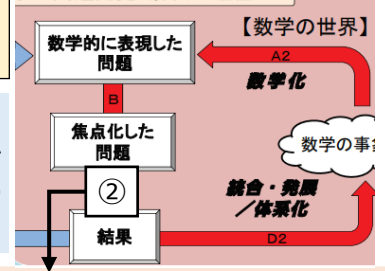 【数学の世界】
数学的に表現した
問題
A2
数学化
B
焦点化した
問題
数学の事象
②
統合・発展
／体系化
結果
D2